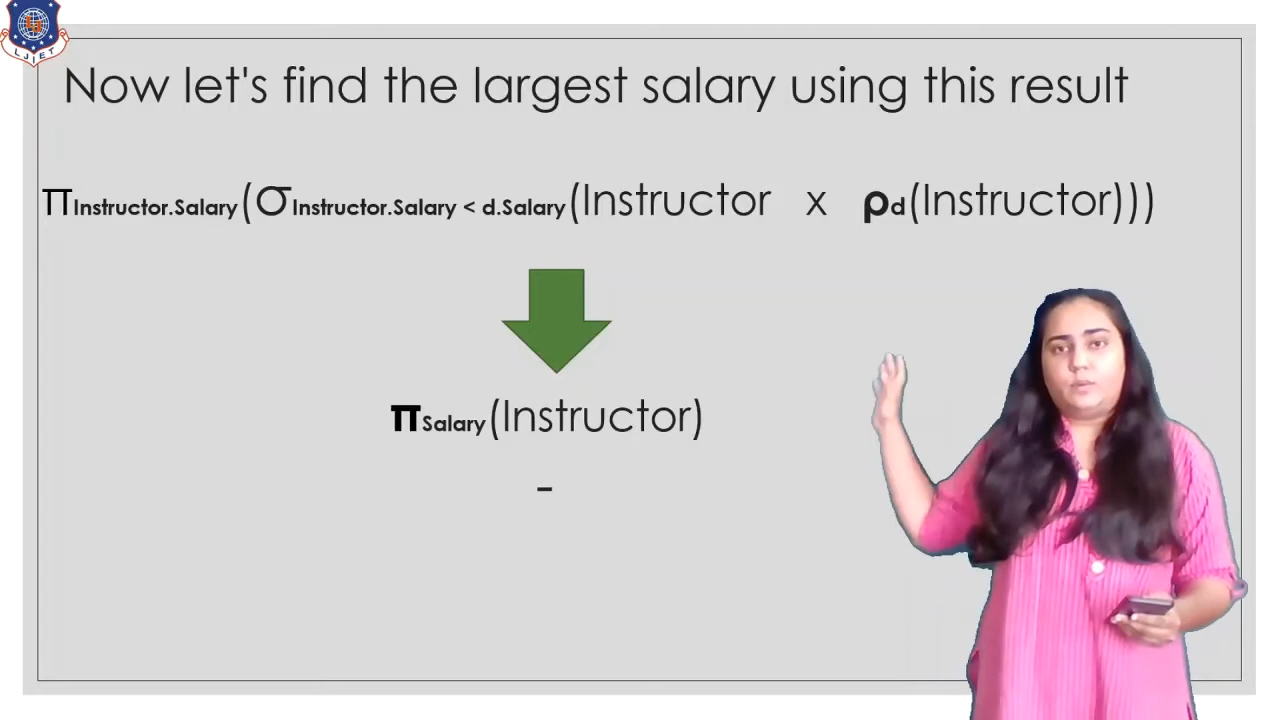 LJIET
Now let's find the largest salary using this result
ΠInstructor.Salary(σInstructor.Salary < d.Salary(Instructor x ρd(Instructor)))
πSalary(Instructor)
-